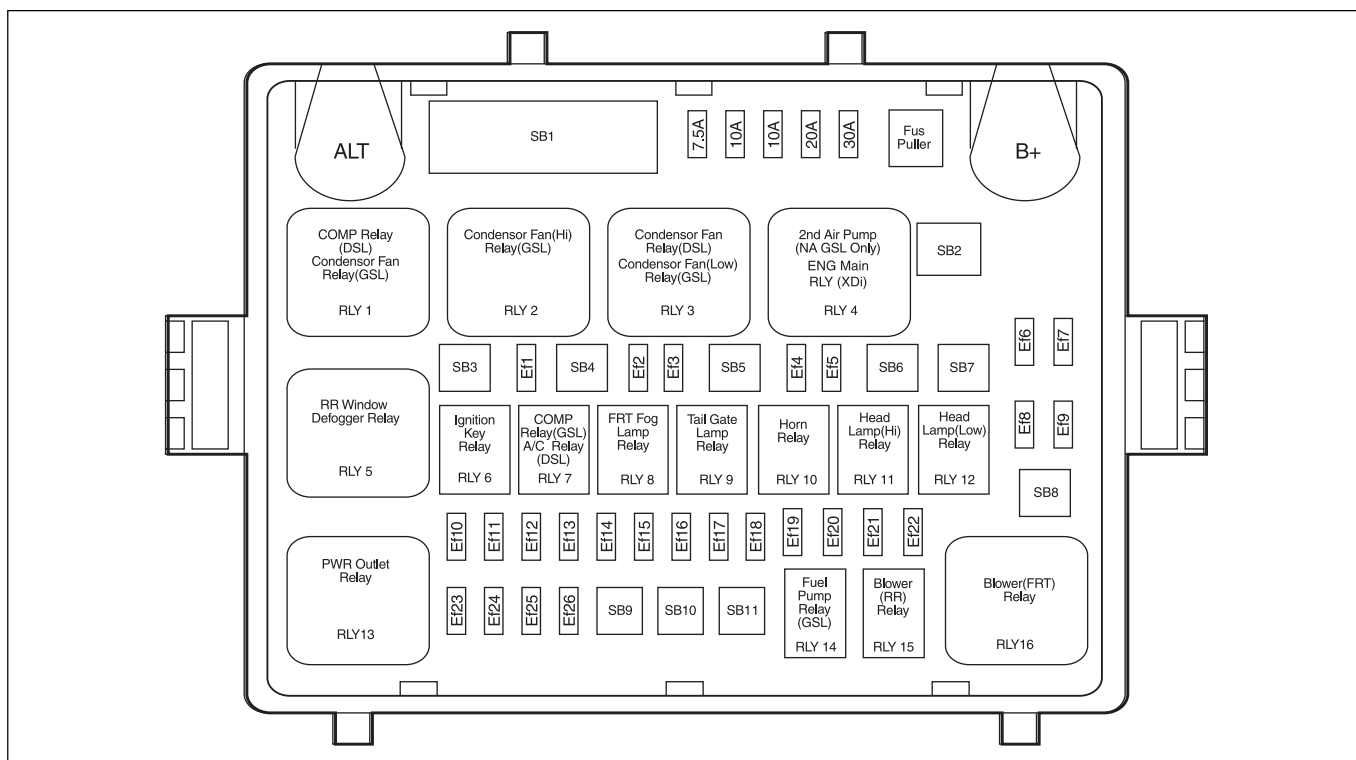 ALT
SB1
7.5A
10A
10A
20A
30A
Fus
Puller
B+
COMP Relay
(DSL)
Condensor Fan
Relay(GSL)
RLY 1
Condensor Fan(Hi)
Relay(GSL)
RLY 2
Condensor Fan
Relay(DSL)
Condensor Fan(Low)
Relay(GSL)
RLY 3
2nd Air Pump
(NA GSL Only)
ENG Main
RLY (XDi)
RLY 4
SB2
Ef6
Ef7
SB3
Ef1
SB4
Ef2
Ef3
SB5
Ef4
Ef5
SB6
SB7
RR Window
Defogger Relay
RLY 5
Ignition
Key
Relay
RLY 6
COMP
Relay(GSL)
A/C Relay
(DSL)
RLY 7
FRT Fog
Lamp
Relay
RLY 8
Tail Gate
Lamp
Relay
RLY 9
Horn
Relay
RLY 10
Head
Lamp(Hi)
Relay
RLY 11
Head
Lamp(Low)
Relay
RLY 12
Ef8
Ef9
SB8
Ef10
Ef11
Ef12
Ef13
Ef14
Ef15
Ef16
Ef17
Ef18
Ef19
Ef20
Ef21
Ef22
PWR Outlet
Relay
RLY13
Ef23
Ef24
Ef25
Ef26
SB9
SB10
SB11
Fuel
Pump
Relay
(GSL)
RLY 14
Blower
(RR)
Relay
RLY 15
Blower(FRT)
Relay
RLY16